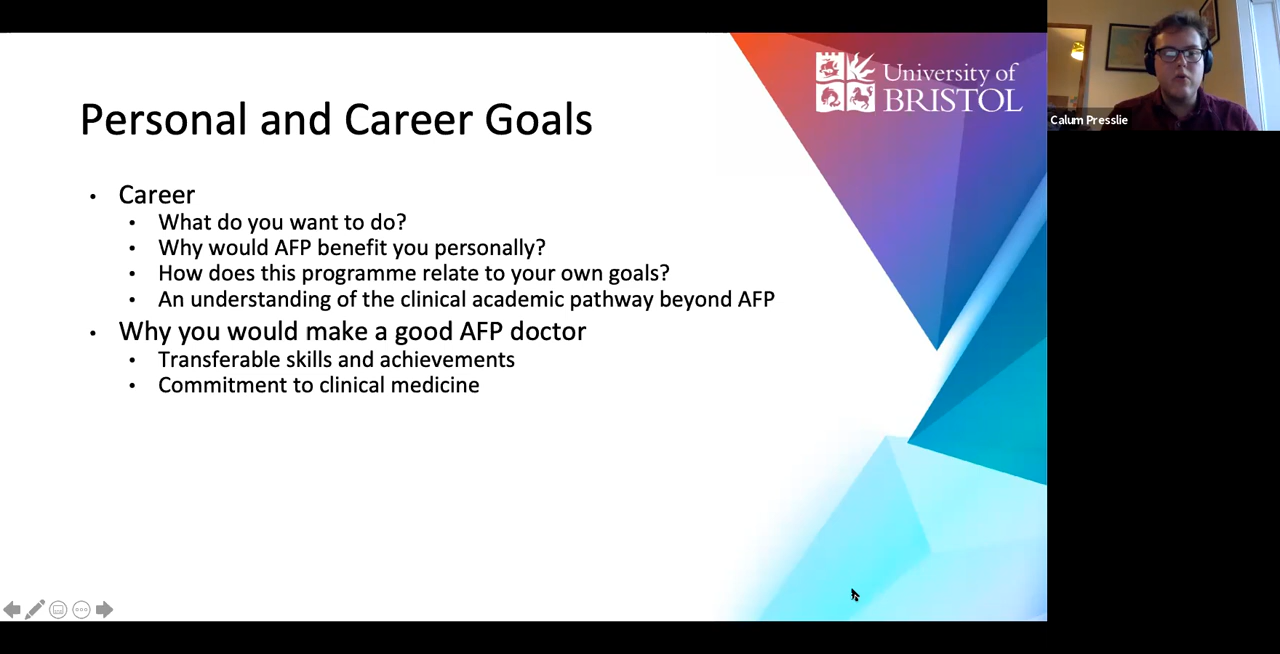 University of
BRISTOL
Personal and Career Goals
• Career
• What do you want to do?
• Why would AFP benefit you personally?
• How does this programme relate to your own goals?
• An understanding of the clinical academic pathway beyond AFP
• Why you would make a good AFP doctor
• Transferable skills and achievements
• Commitment to clinical medicine
Calum Presslie